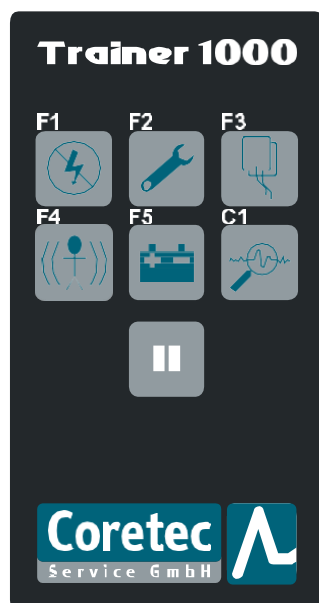 Trainer 1000
F1 F2 F3
F4 F5 C1
Coretec
Service GmbH